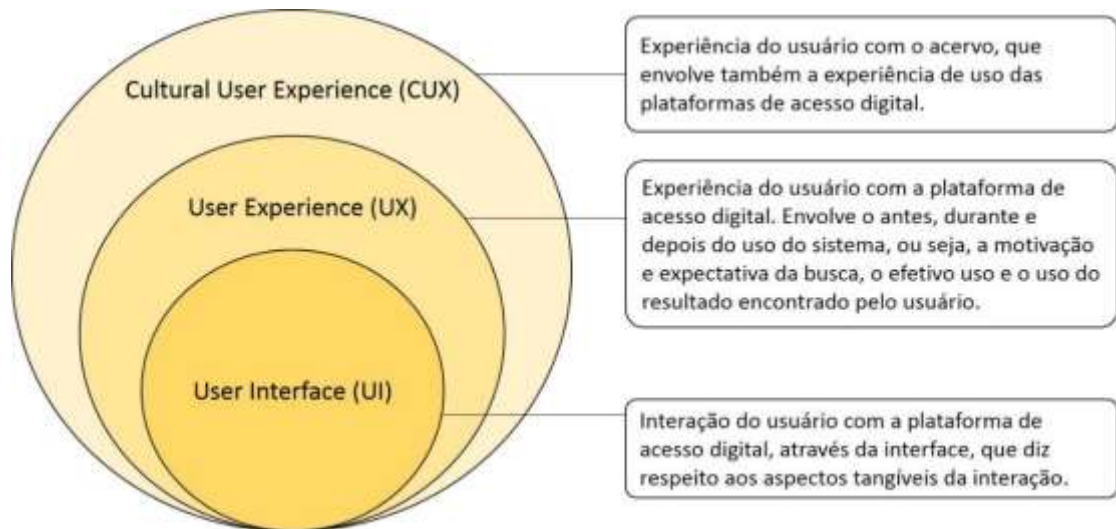 Cultural User Experience (CUX)
Experiência do usuário com o acervo, que
envolve também a experiência de uso das
plataformas de acesso digital.
User Experience (UX)
Experiência do usuário com a plataforma de
acesso digital. Envolve o antes, durante e
depois do uso do sistema, ou seja, a motivação
e expectativa da busca, o efetivo uso e o uso do
resultado encontrado pelo usuário.
User Interface (UI)
Interação do usuário com a plataforma de
acesso digital, através da interface, que diz
respeito aos aspectos tangíveis da interação.